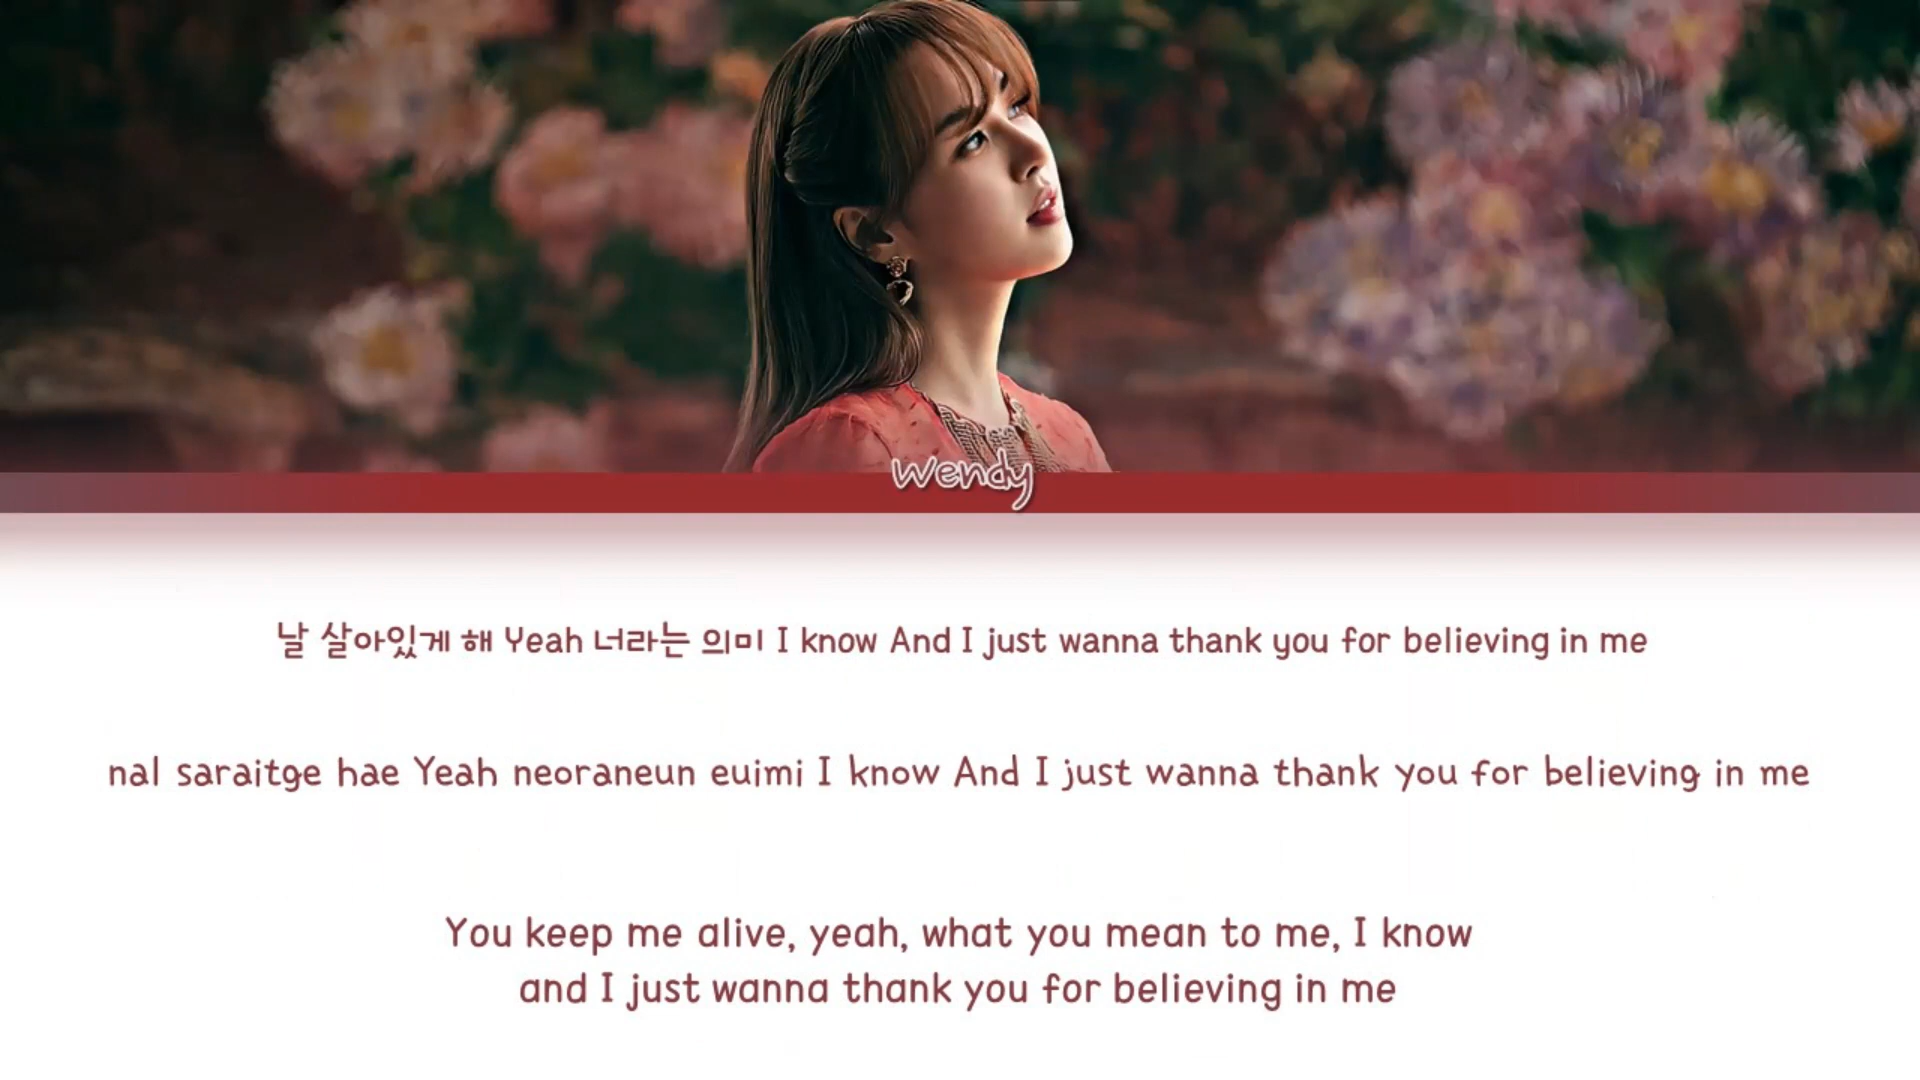 Wendy
날 살아있게 해 Yeah 너라는 의미 I know And I just wanna thank you for believing in me
nal saraitge hae Yeah neoraneun euimi I know And I just wanna thank you for believing in me
You keep me alive, yeah, what you mean to me, I know
and I just wanna thank you for believing in me